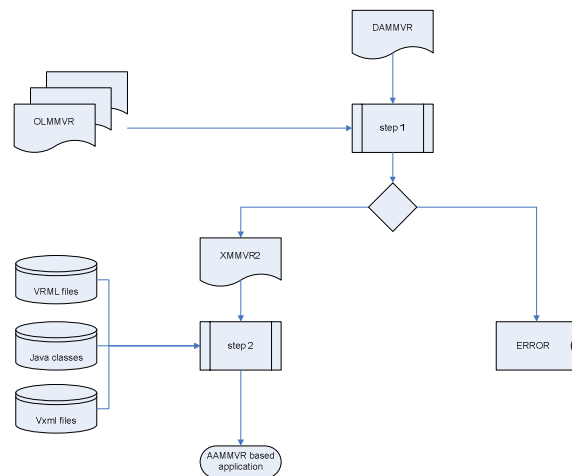 DAMMVR
OLMMVR
step 1
XMMVR2
VRML files
step 2
ERROR
Java classes
Vxml files
AAMMVR based
application